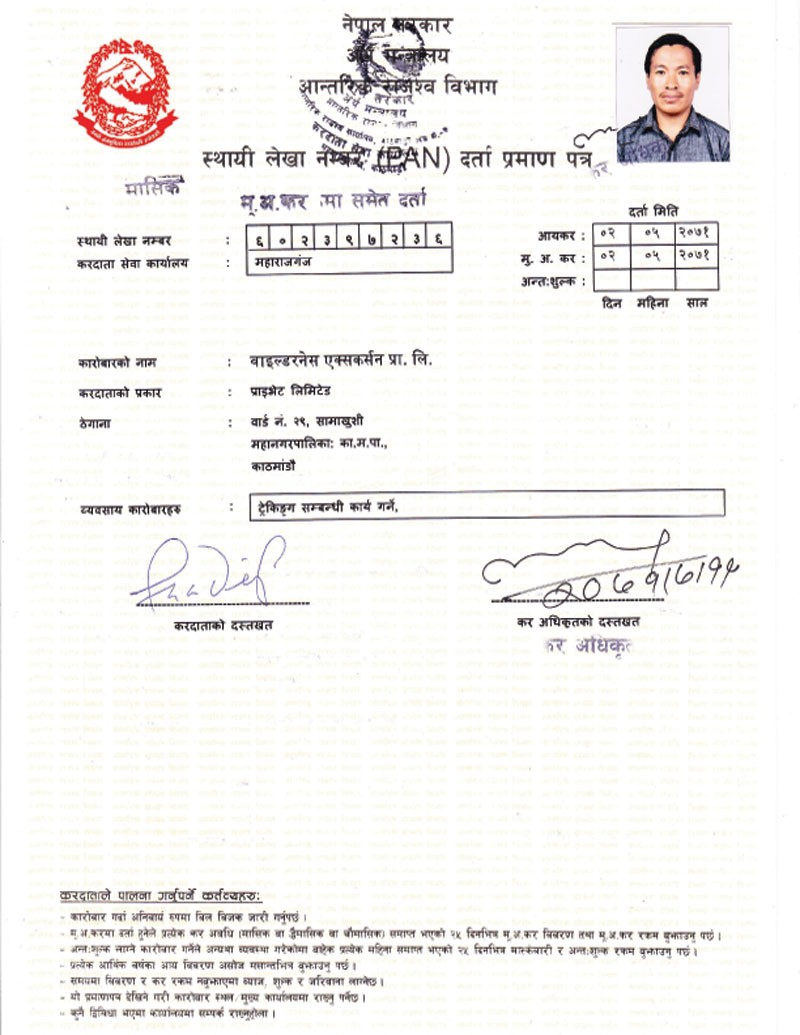 नेपाल सरकार
अर्थ मन्त्रालय
आन्तरिक राजश्व विभाग
स्थायी लेखा नम्बर (PAN) दर्ता प्रमाण पत्र
मासिक
मू.अ.कर मा समेत दर्ता
दर्ता मिति
स्थायी लेखा नम्बर : ६ ० २ ३ ९ ७ २ ३ ६
आयकर : ०२ ०५ २०७१
करदाता सेवा कार्यालय : महाराजगंज
मु. अ. कर : ०२ ०५ २०७१
अन्तःशुल्क :
दिन महिना साल
कारोबारको नाम : वाइल्डरनेस एक्सकर्सन प्रा. लि.
करदाताको प्रकार : प्राइभेट लिमिटेड
ठेगाना : वार्ड नं. २९, सामाखुशी
महानगरपालिका: का.म.पा.,
काठमांडौ
व्यवसाय कारोबारहरु : ट्रेकिङ्ग सम्बन्धी कार्य गर्ने,
करदाताको दस्तखत
कर अधिकृतको दस्तखत
कर अधिकृत
करदाताले पालना गर्नुपर्ने कर्तव्यहरु:
- कारोबार गर्दा अनिवार्य रुपमा बिल बिजक जारी गर्नुपर्छ ।
- मू.अ.करमा दर्ता हुनेले प्रत्येक कर अवधि (मासिक वा द्वैमासिक वा चौमासिक) समाप्त भएको २५ दिनभित्र मू.अ.कर विवरण तथा मू.अ.कर रकम बुझाउनु पर्छ ।
- अन्तःशुल्क लाग्ने कारोबार गर्नेले अन्यथा व्यवस्था गरेकोमा बाहेक प्रत्येक महिना समाप्त भएको २५ दिनभित्र मास्केबारी र अन्तःशुल्क रकम बुझाउनु पर्छ ।
- प्रत्येक आर्थिक वर्षका आय विवरण असोज मसान्तभित्र बुझाउनु पर्छ ।
- समयमा विवरण र कर रकम नबुझाएमा ब्याज, शुल्क र जरिवाना लाग्नेछ ।
- यो प्रमाणपत्र देखिने गरी कारोबार स्थल/मुख्य कार्यालयमा राख्नु पर्नेछ ।
- कुनै द्विविधा भएमा कार्यालयमा सम्पर्क राख्नुहोला ।